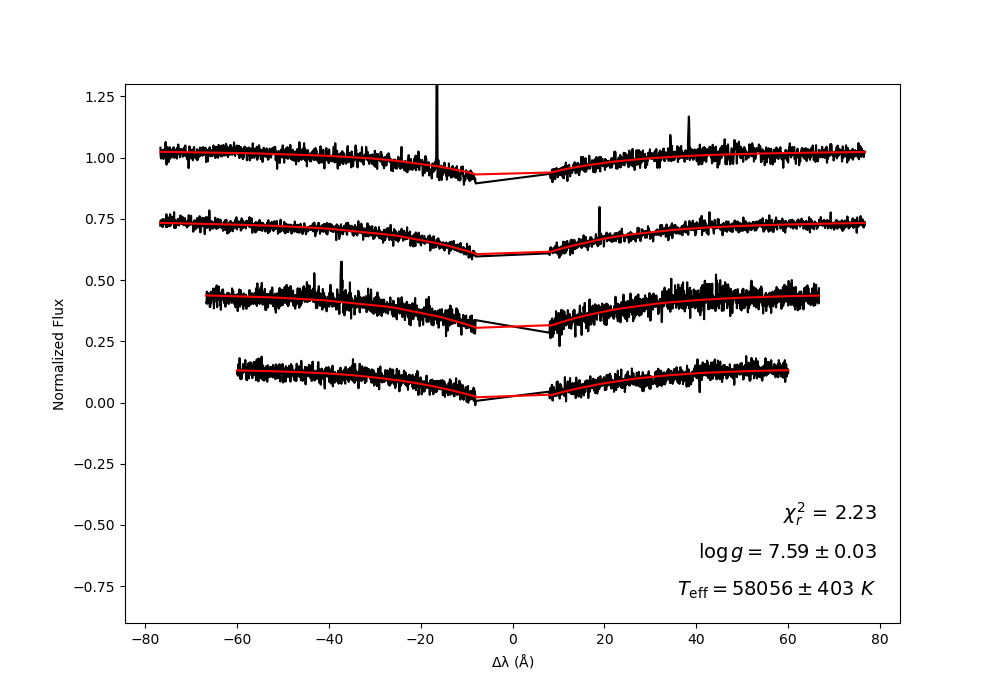 1.25
1.00
0.75
0.50
0.25
0.00
−0.25
−0.50
−0.75
Normalized Flux
χ²ᵣ = 2.23
log g = 7.59 ± 0.03
T_eff = 58056 ± 403 K
−80 −60 −40 −20 0 20 40 60 80
Δλ (Å)